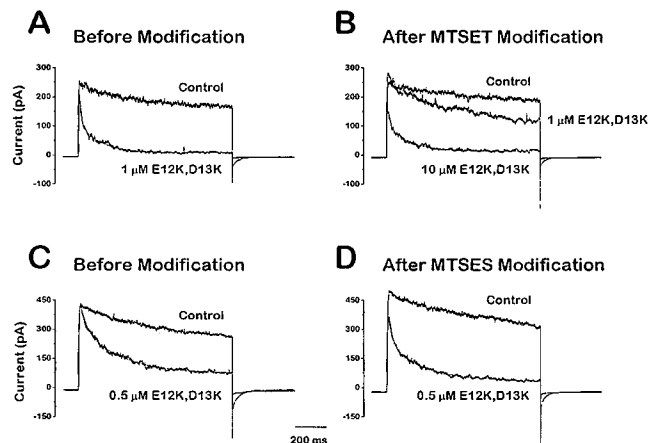 A
Before Modification
300
200
100
0
-100
Current (pA)
Control
1 μM E12K,D13K
B
After MTSET Modification
300
200
100
0
-100
Control
1 μM E12K,D13K
10 μM E12K,D13K
C
Before Modification
450
300
150
0
-150
Current (pA)
Control
0.5 μM E12K,D13K
D
After MTSES Modification
450
300
150
0
-150
Control
0.5 μM E12K,D13K
200 ms